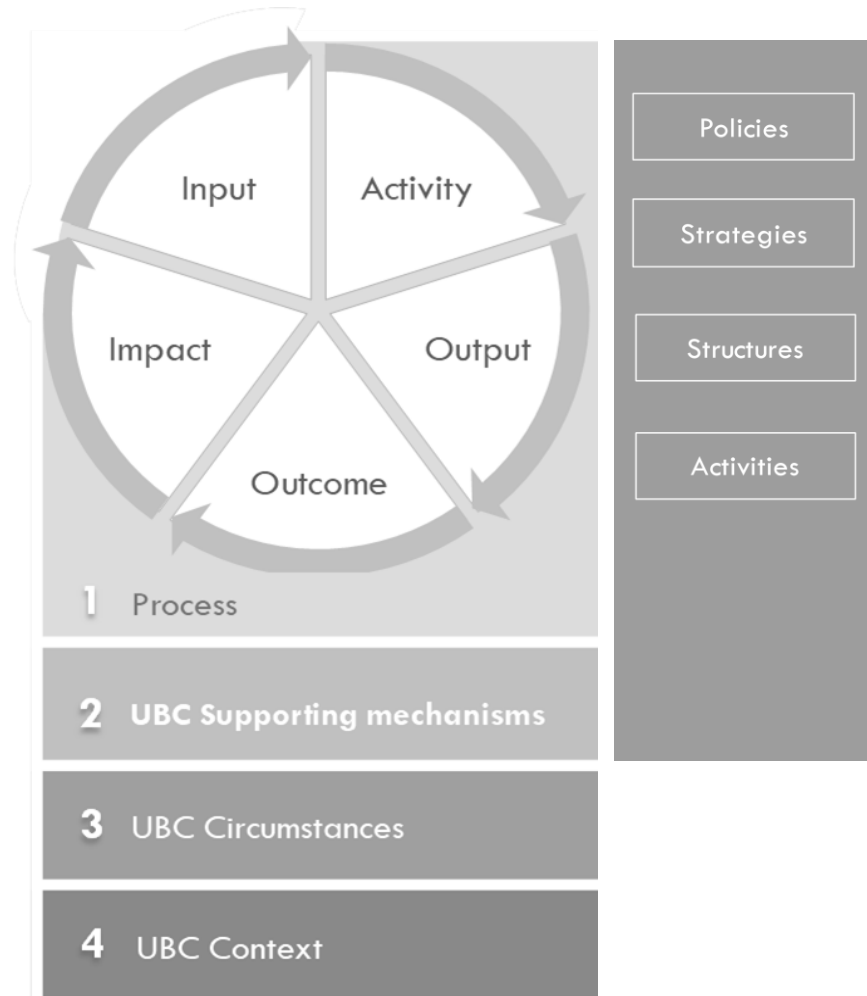 Input
Activity
Impact
Output
Outcome
1 Process
2 UBC Supporting mechanisms
3 UBC Circumstances
4 UBC Context
Policies
Strategies
Structures
Activities